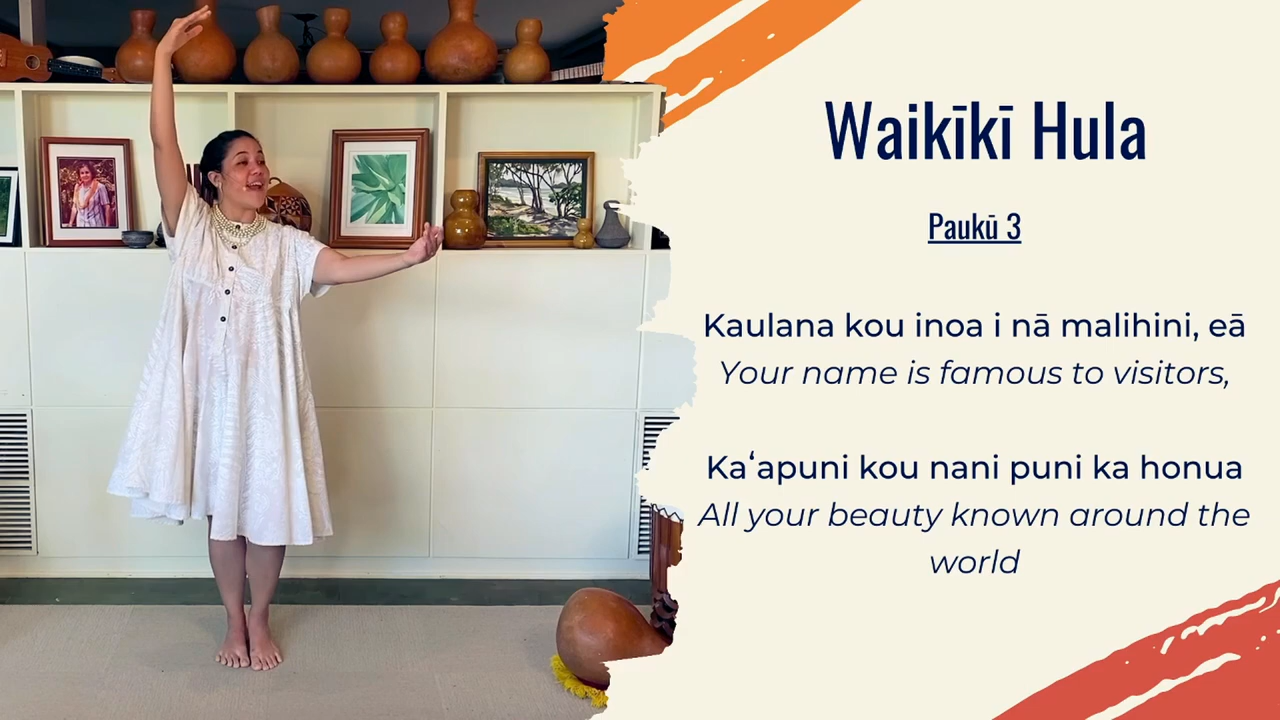 Waikīkī Hula
Paukū 3
Kaulana kou inoa i nā malihini, eā
Your name is famous to visitors,
Kaʻapuni kou nani puni ka honua
All your beauty known around the
world